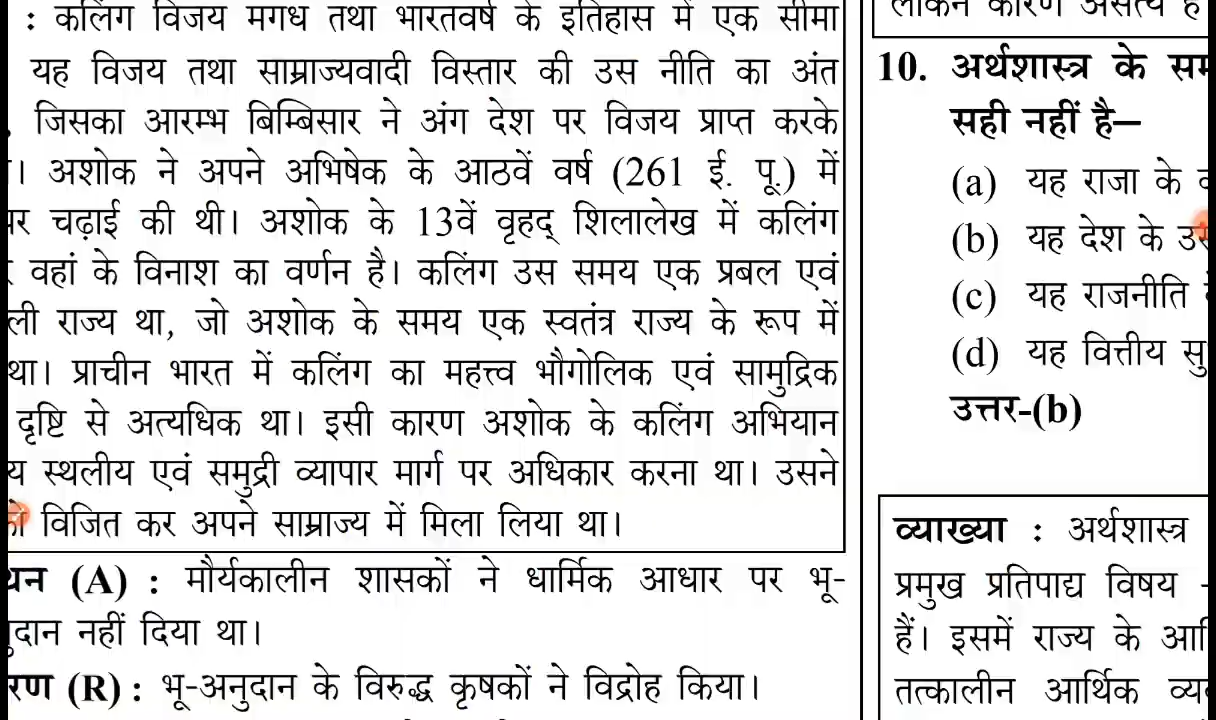 : कलिंग विजय मगध तथा भारतवर्ष के इतिहास में एक सीमा
यह विजय तथा साम्राज्यवादी विस्तार की उस नीति का अंत
जिसका आरम्भ बिम्बिसार ने अंग देश पर विजय प्राप्त करके
। अशोक ने अपने अभिषेक के आठवें वर्ष (261 ई. पू.) में
चढ़ाई की थी। अशोक के 13वें वृहद् शिलालेख में कलिंग
वहां के विनाश का वर्णन है। कलिंग उस समय एक प्रबल एवं
ली राज्य था, जो अशोक के समय एक स्वतंत्र राज्य के रूप में
था। प्राचीन भारत में कलिंग का महत्त्व भौगोलिक एवं सामुद्रिक
दृष्टि से अत्यधिक था। इसी कारण अशोक के कलिंग अभियान
य स्थलीय एवं समुद्री व्यापार मार्ग पर अधिकार करना था। उसने
विजित कर अपने साम्राज्य में मिला लिया था।
(A) : मौर्यकालीन शासकों ने धार्मिक आधार पर भू-
नहीं दिया था।
(R) : भू-अनुदान के विरुद्ध कृषकों ने विद्रोह किया।
लेकिन कारण असत्य है
10. अर्थशास्त्र के
सही नहीं है—
(a) यह राजा के
(b) यह देश के
(c) यह राजनीति
(d) यह वित्तीय
उत्तर-(b)
व्याख्या : अर्थशास्त्र
प्रमुख प्रतिपाद्य विषय
हैं। इसमें राज्य के
तत्कालीन आर्थिक